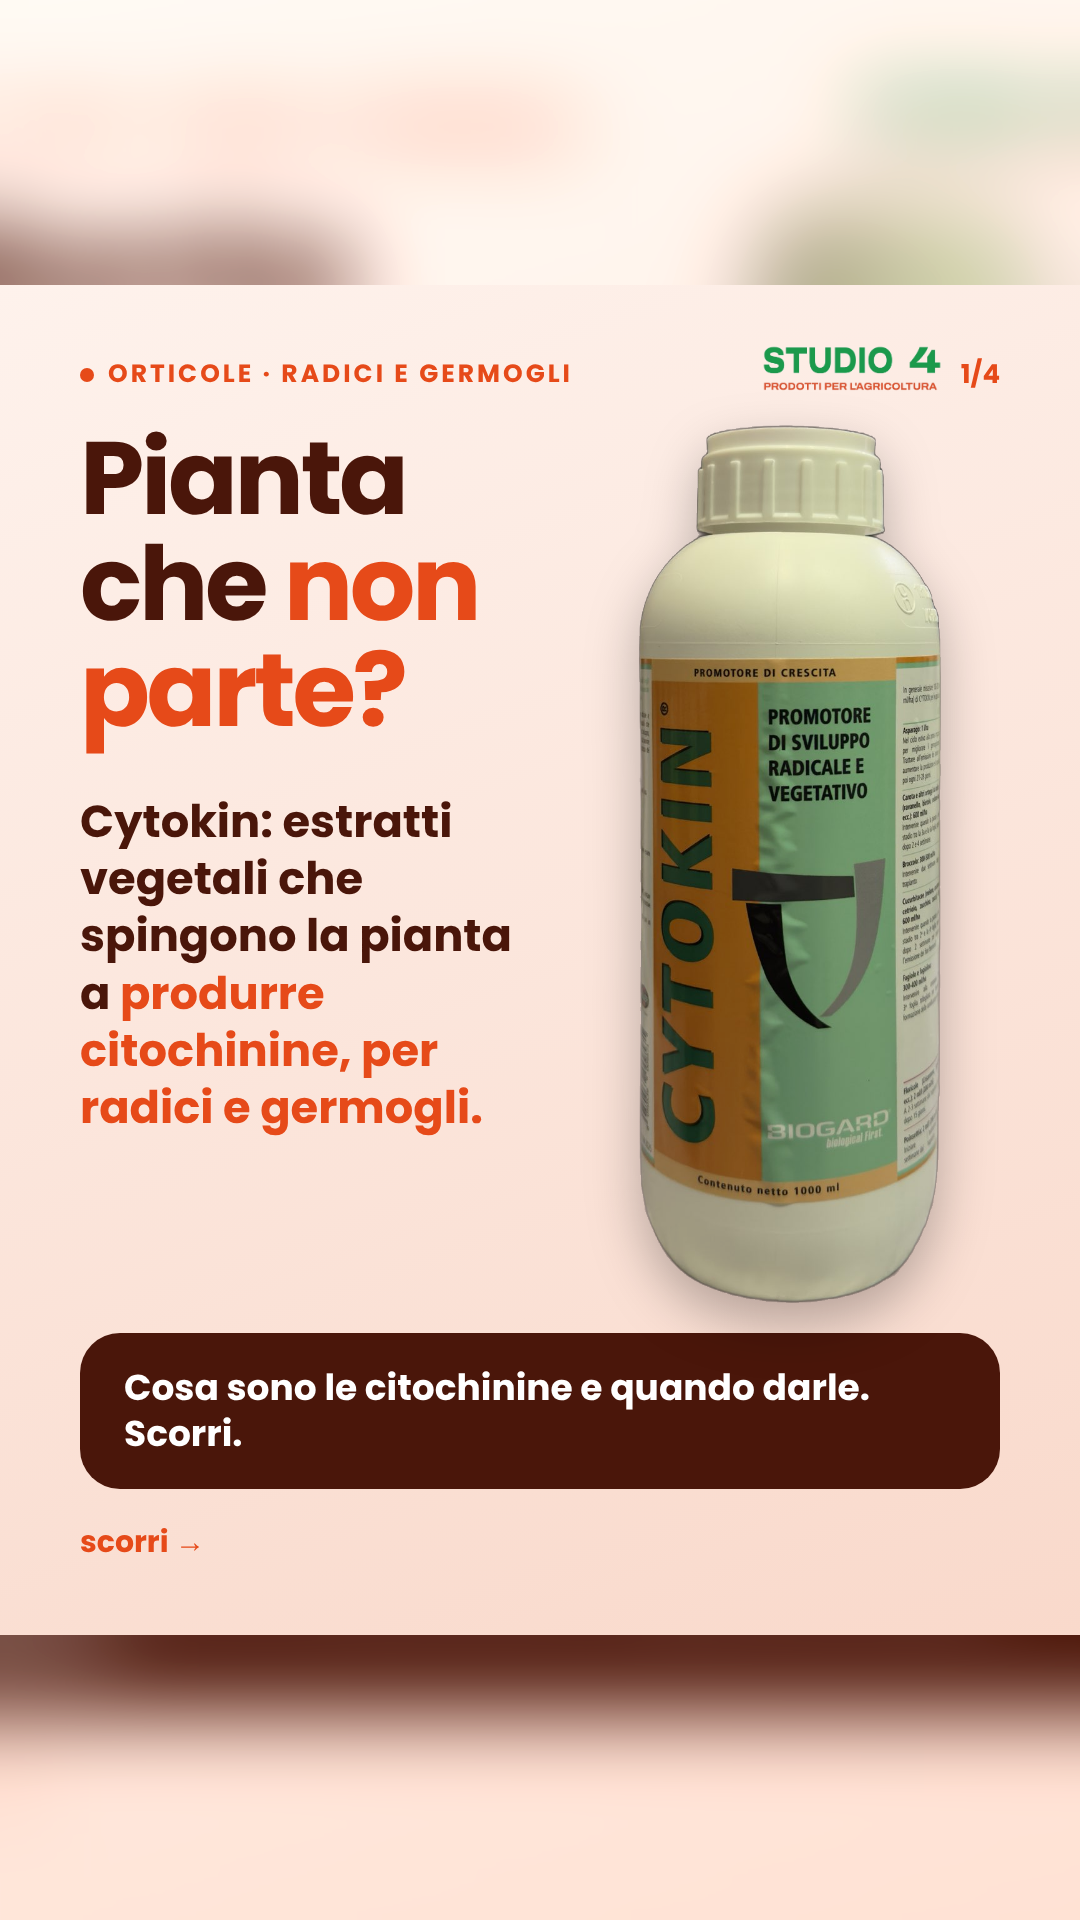 ORTICOLE · RADICI E GERMOGLI
STUDIO 4
PRODOTTI PER L'AGRICOLTURA
1/4
Pianta
che non
parte?
Cytokin: estratti
vegetali che
spingono la pianta
a produrre
citochinine, per
radici e germogli.
PROMOTORE DI CRESCITA
CYTOKIN®
PROMOTORE
DI SVILUPPO
RADICALE E
VEGETATIVO
BIOGARD
biological First
Contenuto netto 1000 ml
Cosa sono le citochinine e quando darle.
Scorri.
scorri →